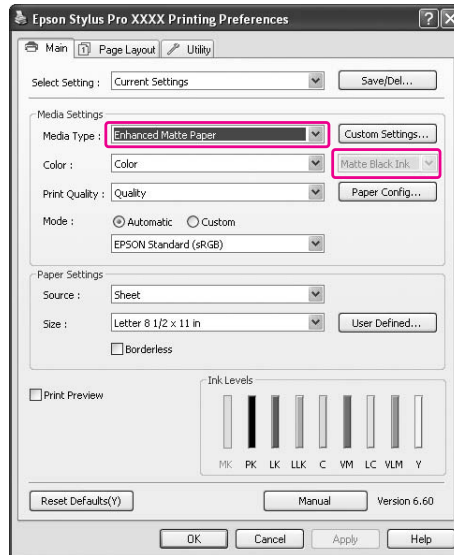 Epson Stylus Pro XXXX Printing Preferences
Main Page Layout Utility
Select Setting : Current Settings Save/Del...
Media Settings
Media Type : Enhanced Matte Paper Custom Settings...
Color : Color Matte Black Ink
Print Quality : Quality Paper Config...
Mode : Automatic Custom
EPSON Standard (sRGB)
Paper Settings
Source : Sheet
Size : Letter 8 1/2 x 11 in User Defined...
Borderless
Print Preview
Ink Levels
MK PK LK LLK C VM LC VLM Y
Reset Defaults(Y) Manual Version 6.60
OK Cancel Apply Help